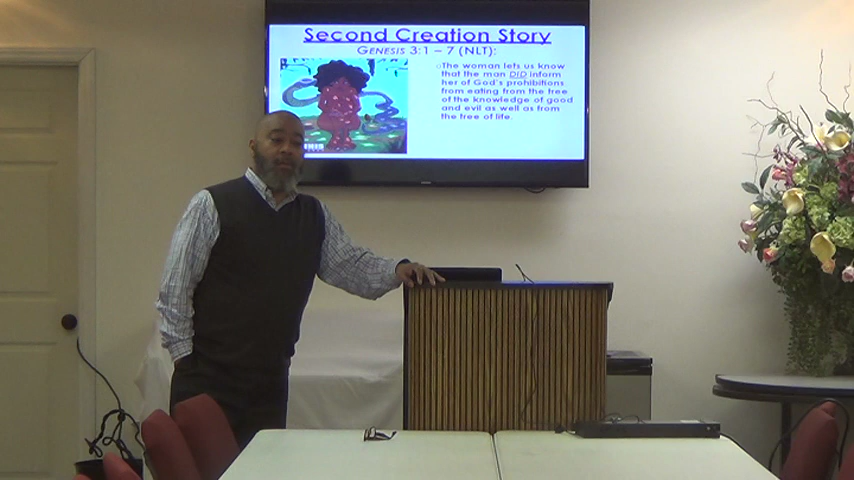 Second Creation Story
GENESIS 3:1 – 7 (NLT):
The woman lets us know
that the man DID inform
her of God's prohibitions
from eating from the tree
of the knowledge of good
and evil as well as from
the tree of life.